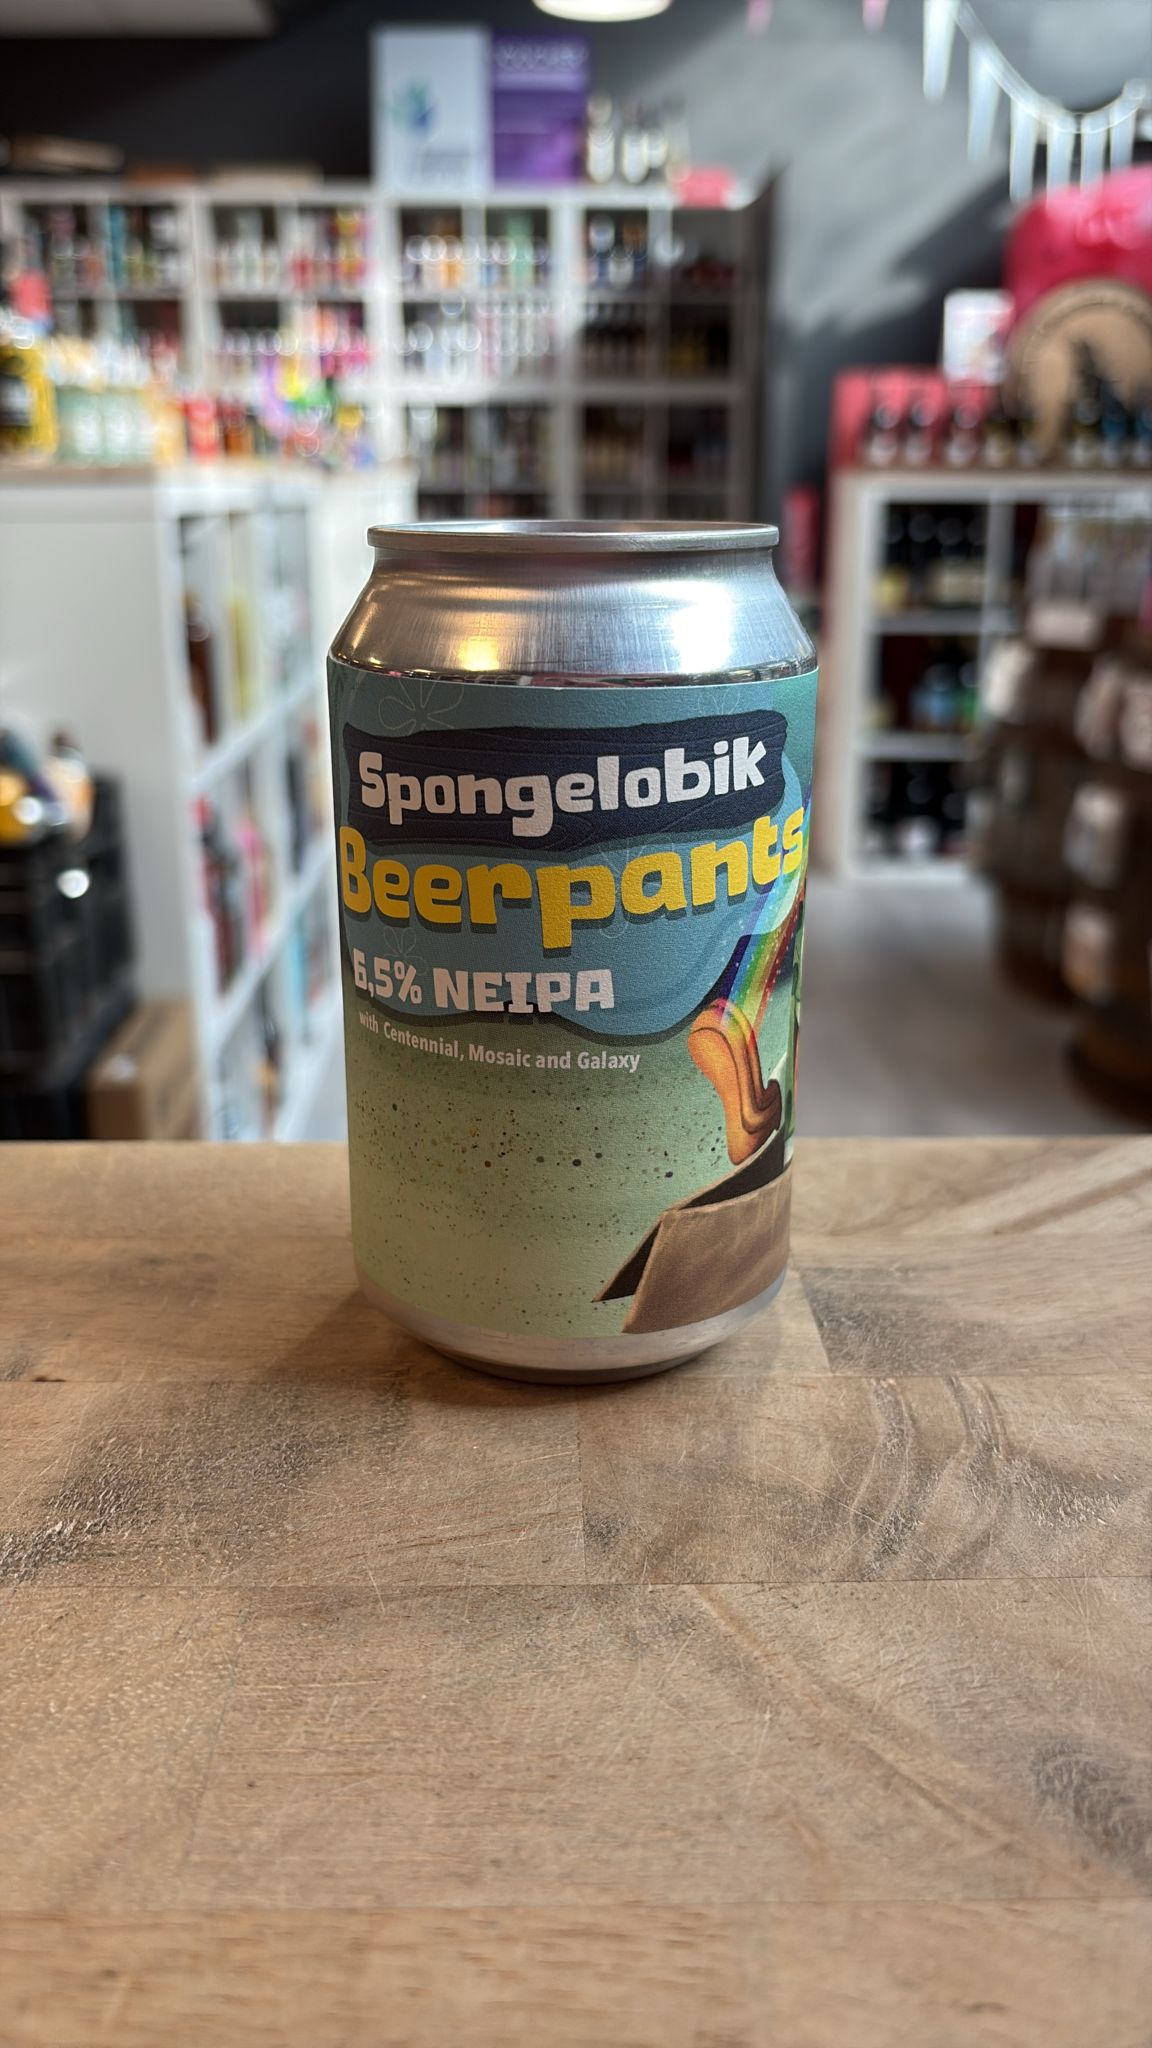 Spongelobik
Beerpants
6,5% NEIPA
with Centennial, Mosaic and Galaxy